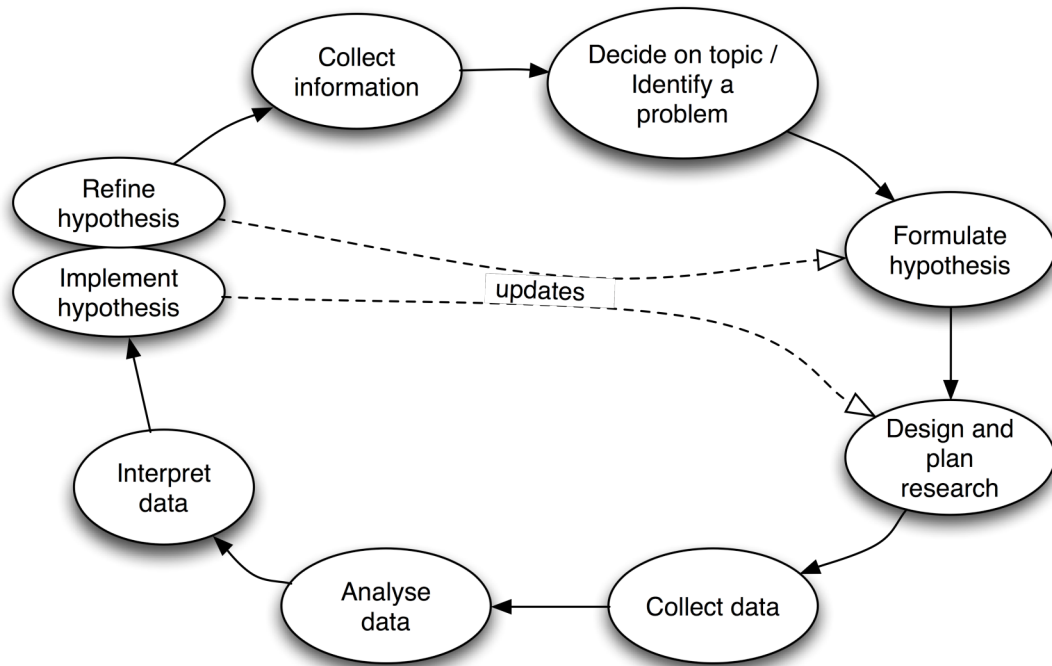 Collect
information
Decide on topic /
Identify a
problem
Refine
hypothesis
Formulate
hypothesis
Implement
hypothesis
updates
Design and
plan
research
Interpret
data
Analyse
data
Collect data